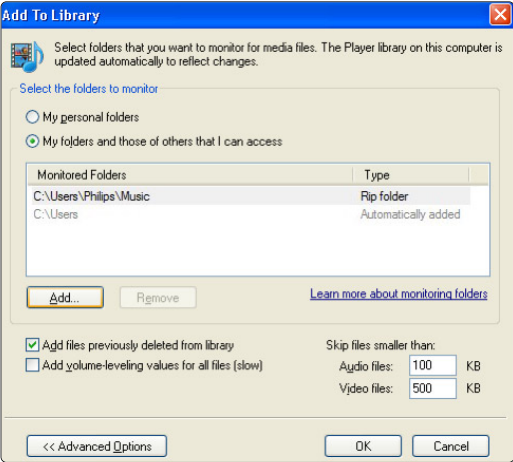 Add To Library
Select folders that you want to monitor for media files. The Player library on this computer is
updated automatically to reflect changes.
Select the folders to monitor
My personal folders
My folders and those of others that I can access
Monitored Folders Type
C:\Users\Philips\Music Rip folder
C:\Users Automatically added
Add... Remove Learn more about monitoring folders
Add files previously deleted from library Skip files smaller than:
Add volume-leveling values for all files (slow) Audio files: 100 KB
Video files: 500 KB
<< Advanced Options OK Cancel